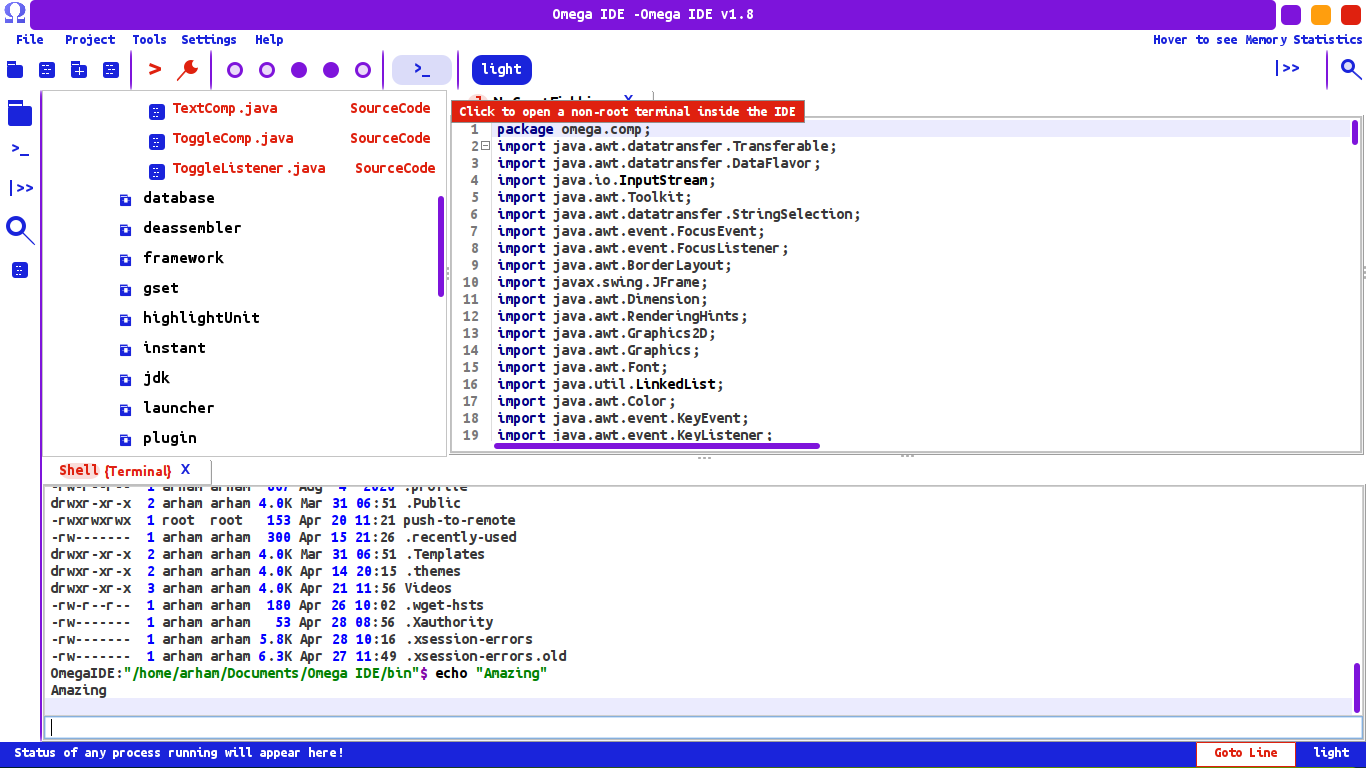 Ω
Omega IDE -Omega IDE v1.8
File Project Tools Settings Help
Hover to see Memory Statistics
> >_ light |>>
>_
|>>
TextComp.java SourceCode
ToggleComp.java SourceCode
ToggleListener.java SourceCode
database
deassembler
framework
gset
highlightUnit
instant
jdk
launcher
plugin
X
Click to open a non-root terminal inside the IDE
1 package omega.comp;
2 import java.awt.datatransfer.Transferable;
3 import java.awt.datatransfer.DataFlavor;
4 import java.io.InputStream;
5 import java.awt.Toolkit;
6 import java.awt.datatransfer.StringSelection;
7 import java.awt.event.FocusEvent;
8 import java.awt.event.FocusListener;
9 import java.awt.BorderLayout;
10 import javax.swing.JFrame;
11 import java.awt.Dimension;
12 import java.awt.RenderingHints;
13 import java.awt.Graphics2D;
14 import java.awt.Graphics;
15 import java.awt.Font;
16 import java.util.LinkedList;
17 import java.awt.Color;
18 import java.awt.event.KeyEvent;
19 import java.awt.event.KeyListener;
Shell {Terminal} X
-rw-r--r-- 1 arham arham 807 Aug 4 2020 .profile
drwxr-xr-x 2 arham arham 4.0K Mar 31 06:51 .Public
-rwxrwxrwx 1 root root 153 Apr 20 11:21 push-to-remote
-rw------- 1 arham arham 300 Apr 15 21:26 .recently-used
drwxr-xr-x 2 arham arham 4.0K Mar 31 06:51 .Templates
drwxr-xr-x 2 arham arham 4.0K Apr 14 20:15 .themes
drwxr-xr-x 3 arham arham 4.0K Apr 21 11:56 Videos
-rw-r--r-- 1 arham arham 180 Apr 26 10:02 .wget-hsts
-rw------- 1 arham arham 53 Apr 28 08:56 .Xauthority
-rw------- 1 arham arham 5.8K Apr 28 10:16 .xsession-errors
-rw------- 1 arham arham 6.3K Apr 27 11:49 .xsession-errors.old
OmegaIDE:"/home/arham/Documents/Omega IDE/bin"$ echo "Amazing"
Amazing
Status of any process running will appear here!
Goto Line light